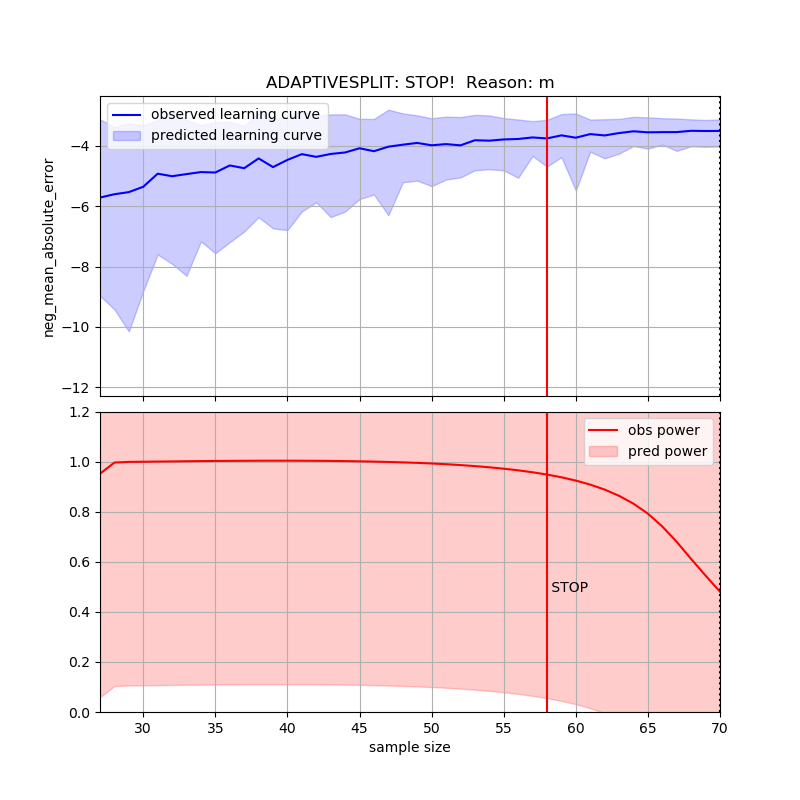 ADAPTIVESPLIT: STOP!  Reason: m
observed learning curve
predicted learning curve
neg_mean_absolute_error
−4
−6
−8
−10
−12
1.2
1.0
0.8
0.6
0.4
0.2
0.0
obs power
pred power
STOP
30 35 40 45 50 55 60 65 70
sample size